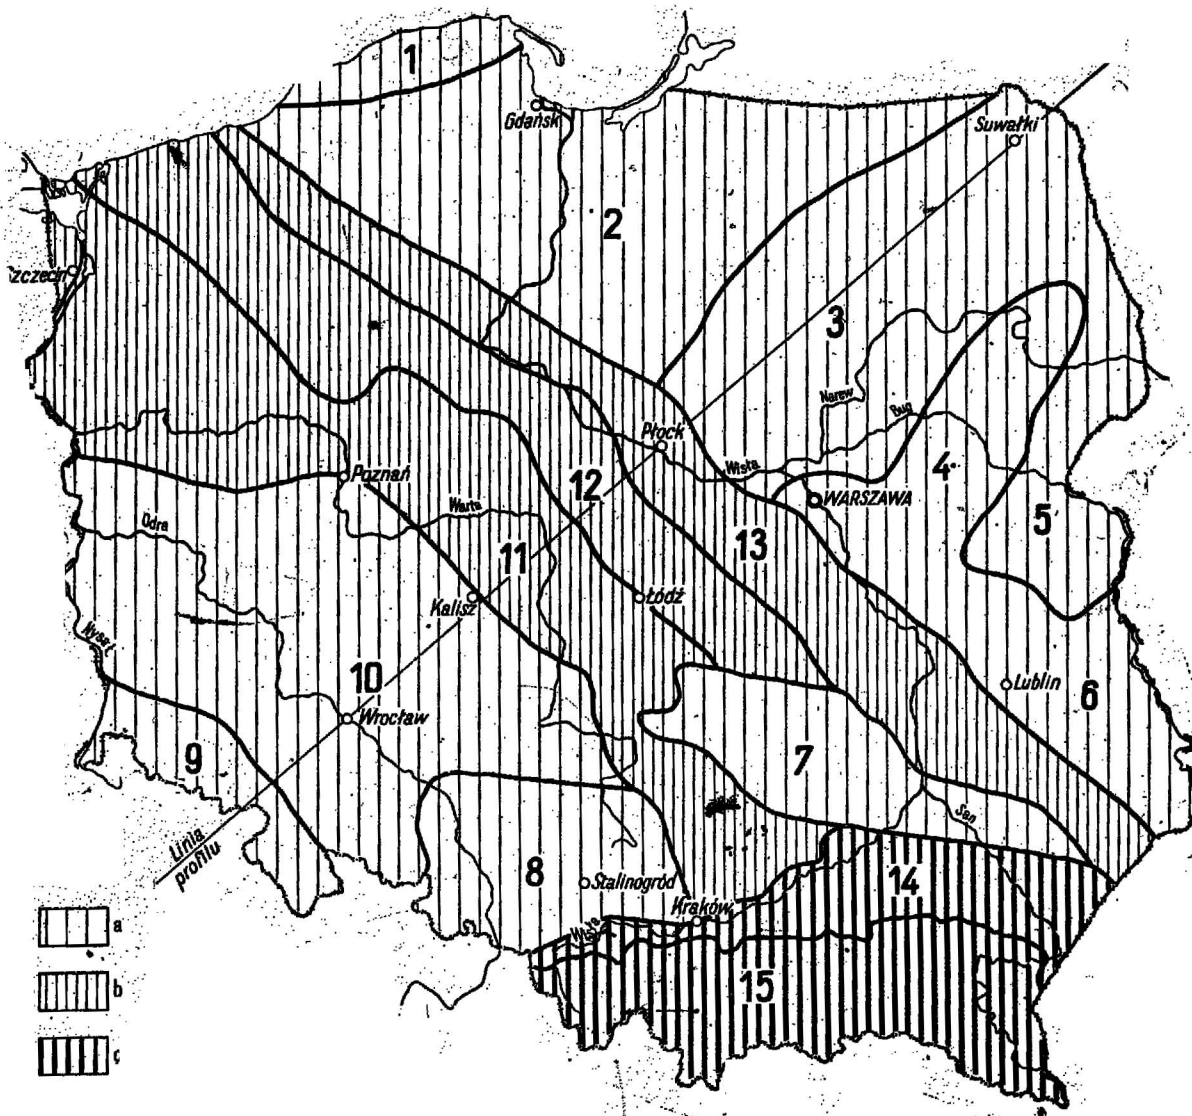 1
Gdańsk
Suwałki
2
Szczecin
3
Narew
Bug
Płock
Wisła
4
WARSZAWA
Poznań
12
Warta
13
5
Odra
11
Kalisz
Łódź
10
Lublin
6
Wrocław
9
7
Linia
profilu
San
8
Stalinogród
14
Kraków
Wisła
15
a
b
c